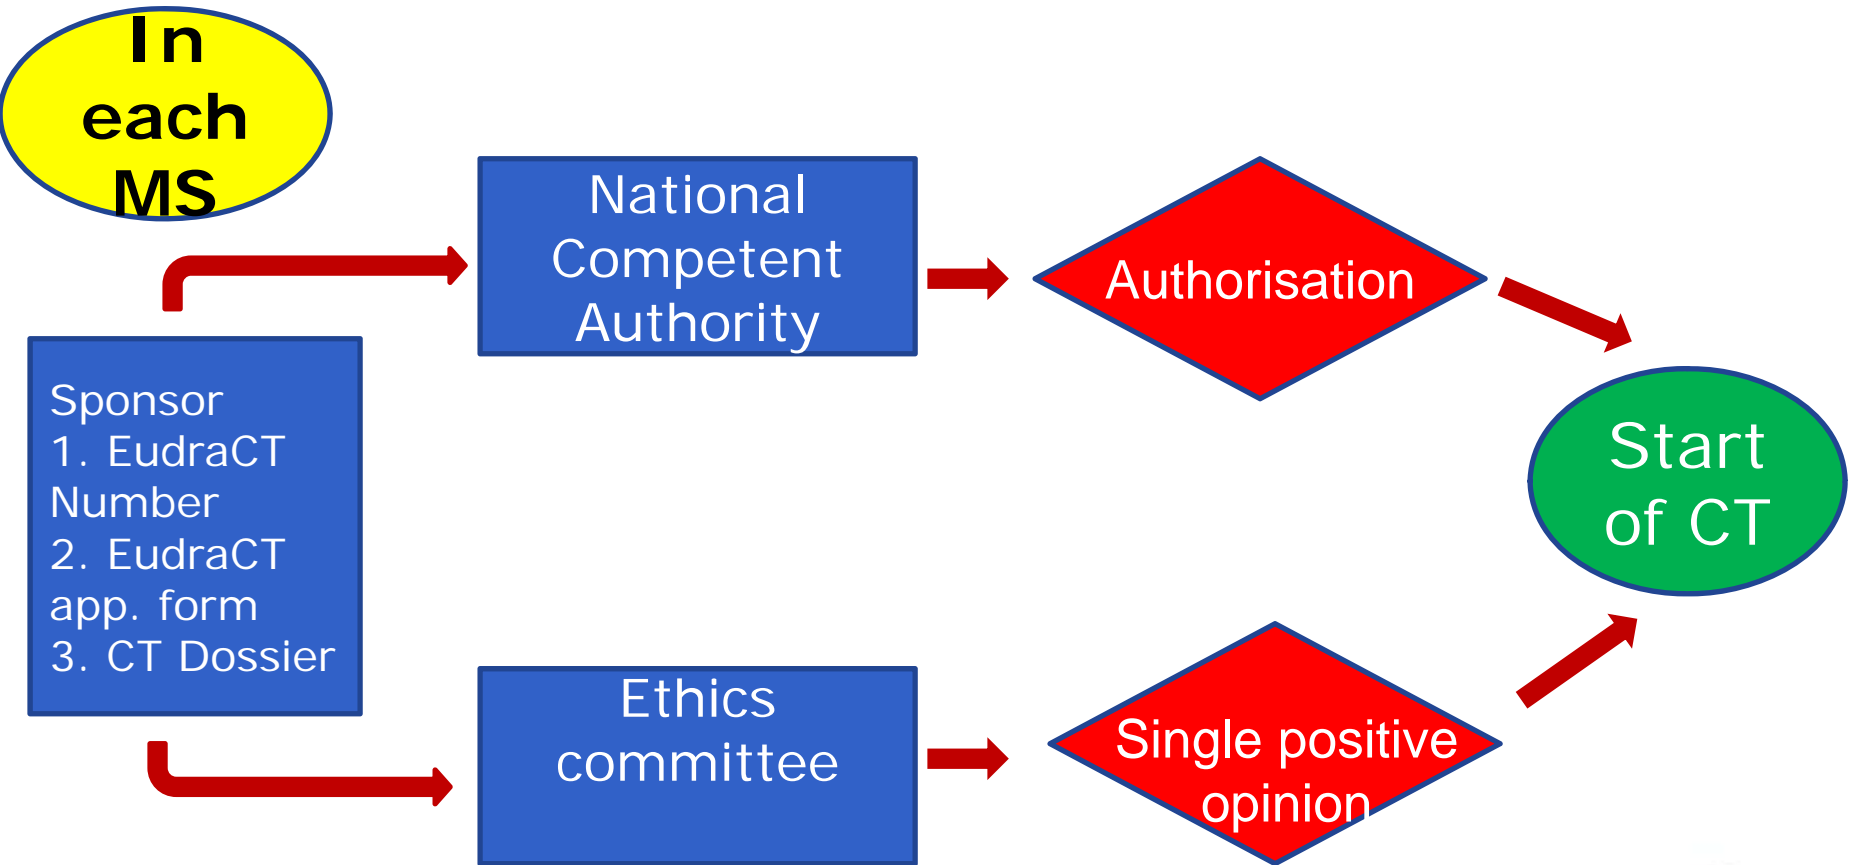 In
each
MS
National
Competent
Authority
Authorisation
Sponsor
1. EudraCT
Number
2. EudraCT
app. form
3. CT Dossier
Start
of CT
Ethics
committee
Single positive
opinion